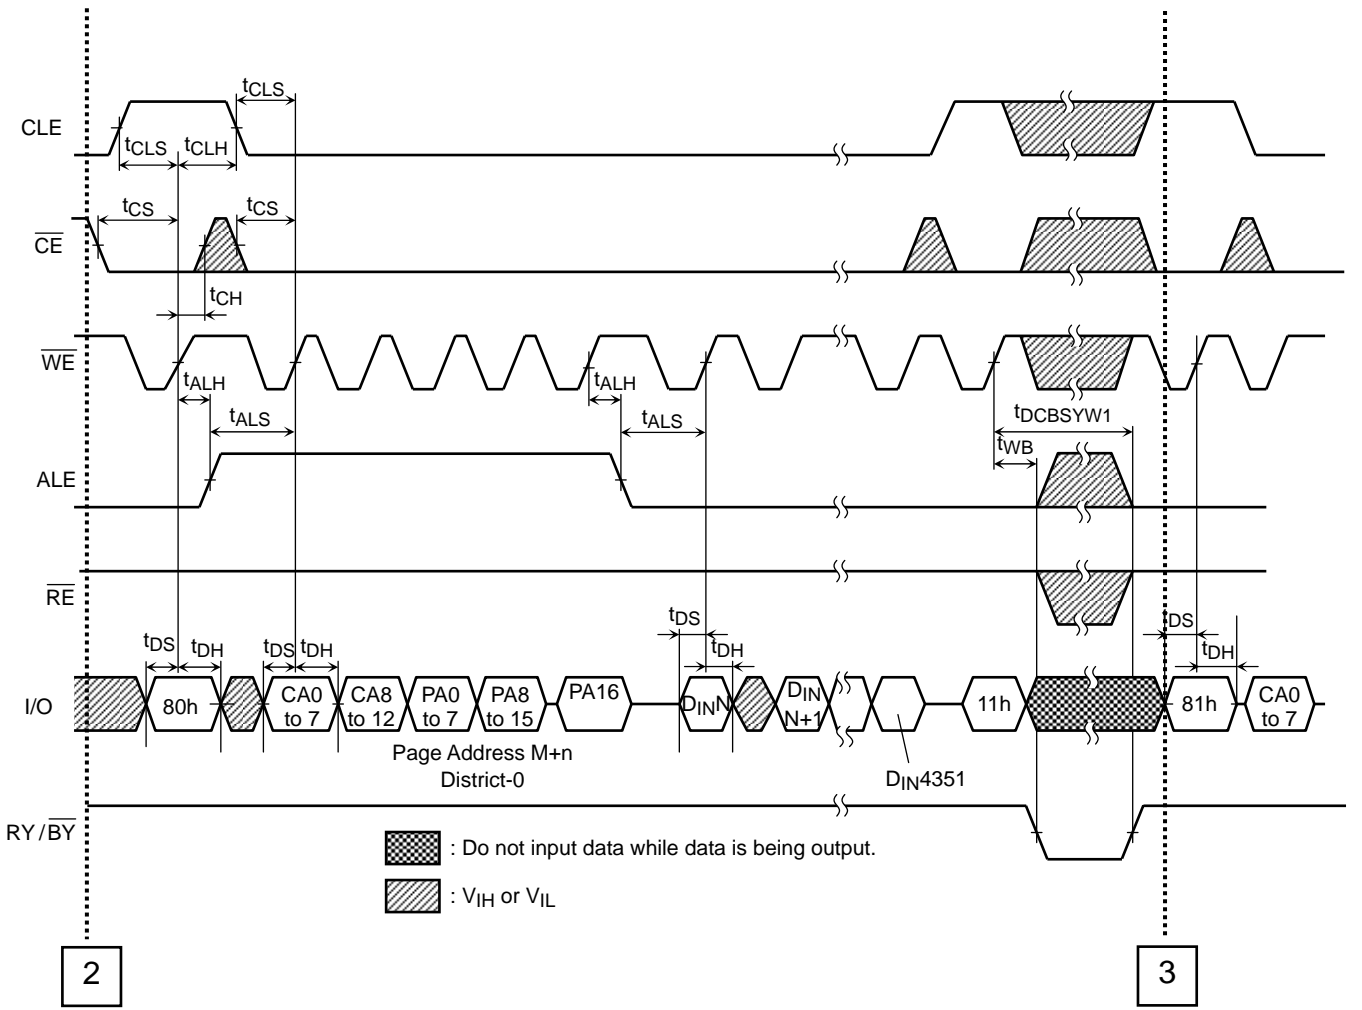 tCLS
CLE
tCLS
tCLH
tCS
tCS
CE
tCH
WE
tALH
tALH
tALS
tALS
tDCBSYW1
tWB
ALE
RE
tDS
tDH
tDS
tDH
tDS
tDH
tDS
tDH
I/O
80h
CA0
to 7
CA8
to 12
PA0
to 7
PA8
to 15
PA16
DINN
DIN
N+1
11h
81h
CA0
to 7
Page Address M+n
District-0
DIN4351
RY/BY
: Do not input data while data is being output.
: VIH or VIL
2
3